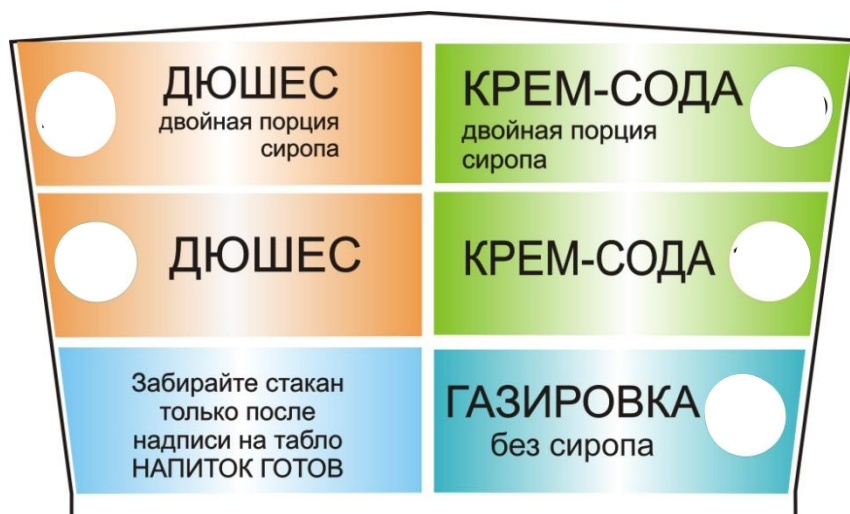 ДЮШЕС
двойная порция
сиропа
КРЕМ-СОДА
двойная порция
сиропа
ДЮШЕС
КРЕМ-СОДА
Забирайте стакан
только после
надписи на табло
НАПИТОК ГОТОВ
ГАЗИРОВКА
без сиропа